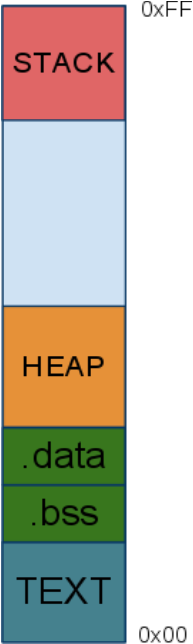 0xFF
STACK
HEAP
.data
.bss
TEXT
0x00